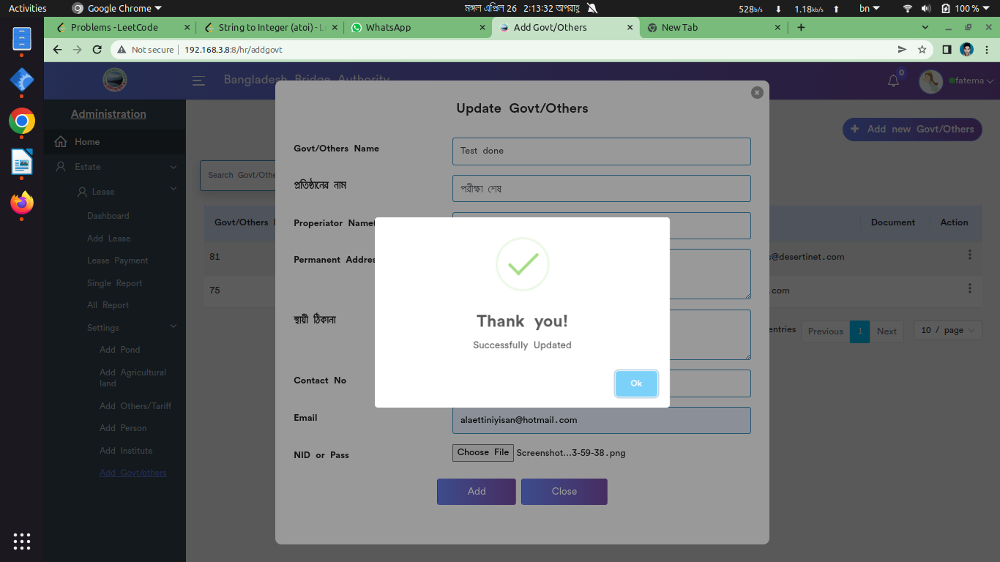 Activities
Google Chrome
মঙ্গল এপ্রিল 26 2:13:32 অপরাহ্ণ
528b/s
1.18kb/s
bn
100 %
Problems - LeetCode
String to Integer (atoi) - L
WhatsApp
Add Govt/Others
New Tab
Not secure
192.168.3.8:8/hr/addgovt
Bangladesh Bridge Authority
0
fatema
Administration
Home
Estate
Lease
Dashboard
Add Lease
Lease Payment
Single Report
All Report
Settings
Add Pond
Add Agricultural
land
Add Others/Tariff
Add Person
Add Institute
Add Govt/others
Add new Govt/Others
Search Govt/Othe
Govt/Others
Document
Action
81
s@desertinet.com
75
.com
entries
Previous
1
Next
10 / page
Update Govt/Others
Govt/Others Name
Test done
প্রতিষ্ঠানের নাম
পরীক্ষা শেষ
Properiator Name
Permanent Addres
স্থায়ী ঠিকানা
Contact No
Email
alaettiniyisan@hotmail.com
NID or Pass
Choose File
Screenshot...3-59-38.png
Add
Close
Thank you!
Successfully Updated
Ok